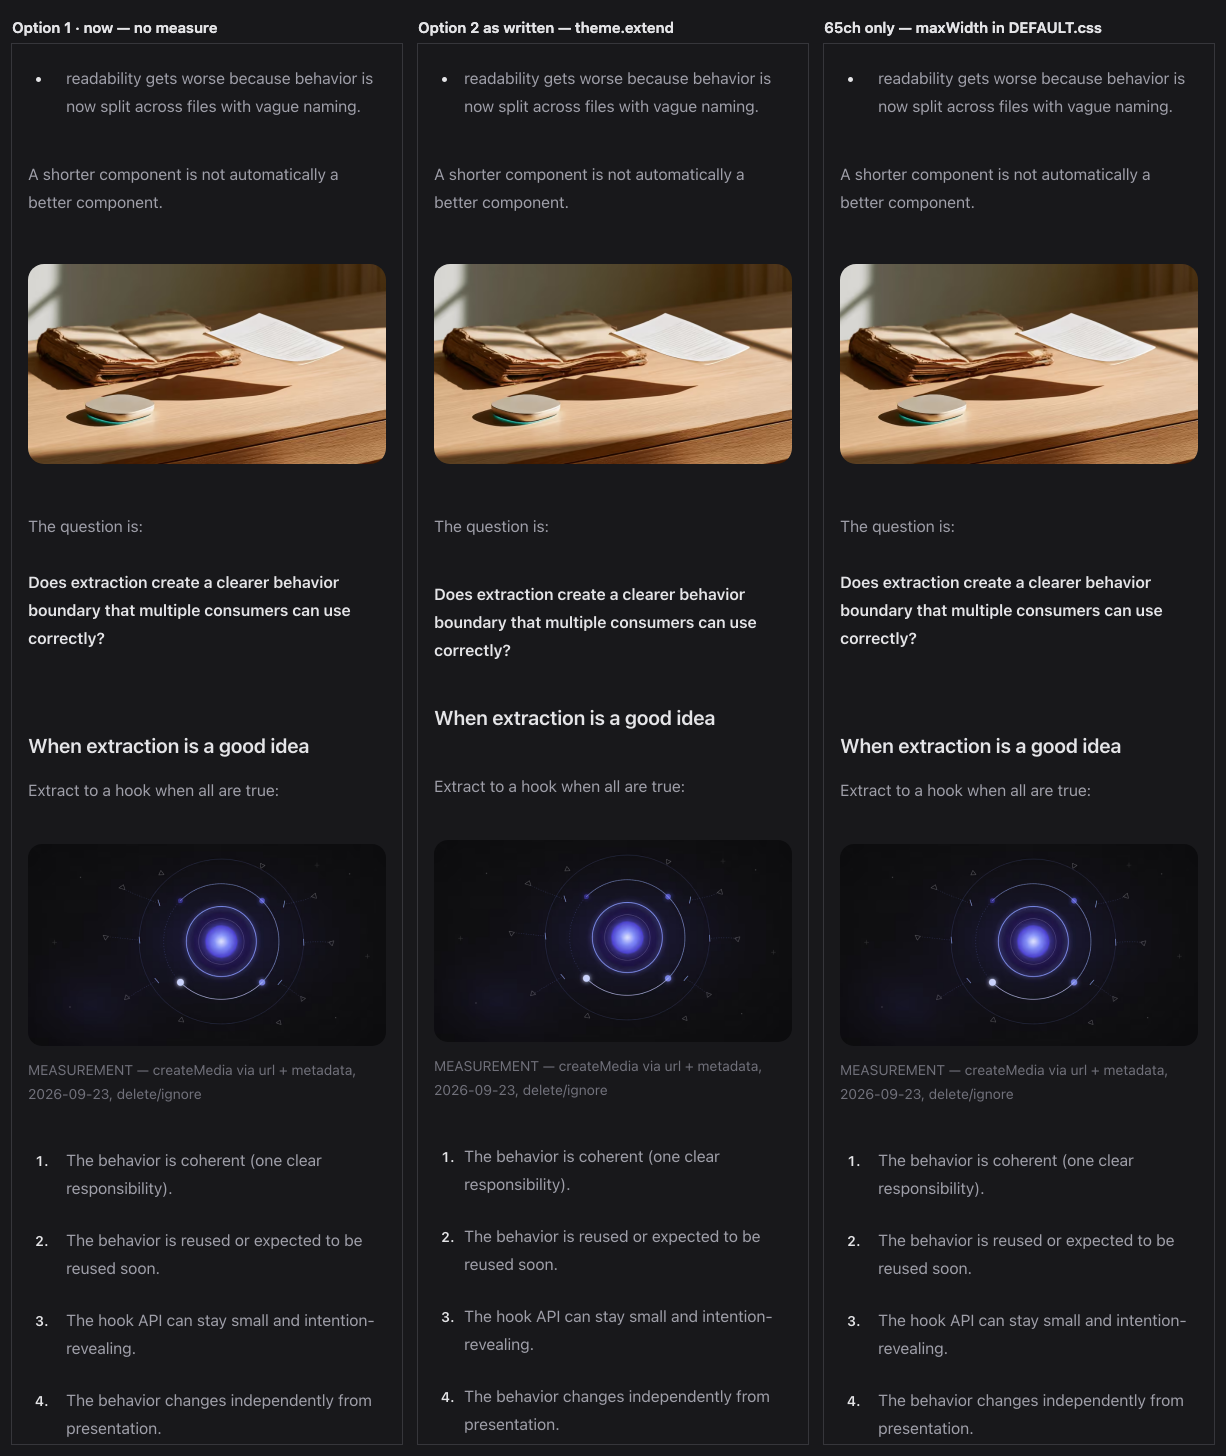 Option 1 · now — no measure
• readability gets worse because behavior is
now split across files with vague naming.
A shorter component is not automatically a
better component.
The question is:
Does extraction create a clearer behavior
boundary that multiple consumers can use
correctly?
When extraction is a good idea
Extract to a hook when all are true:
MEASUREMENT — createMedia via url + metadata,
2026-09-23, delete/ignore
1. The behavior is coherent (one clear
responsibility).
2. The behavior is reused or expected to be
reused soon.
3. The hook API can stay small and intention-
revealing.
4. The behavior changes independently from
presentation.
Option 2 as written — theme.extend
• readability gets worse because behavior is
now split across files with vague naming.
A shorter component is not automatically a
better component.
The question is:
Does extraction create a clearer behavior
boundary that multiple consumers can use
correctly?
When extraction is a good idea
Extract to a hook when all are true:
MEASUREMENT — createMedia via url + metadata,
2026-09-23, delete/ignore
1. The behavior is coherent (one clear
responsibility).
2. The behavior is reused or expected to be
reused soon.
3. The hook API can stay small and intention-
revealing.
4. The behavior changes independently from
presentation.
65ch only — maxWidth in DEFAULT.css
• readability gets worse because behavior is
now split across files with vague naming.
A shorter component is not automatically a
better component.
The question is:
Does extraction create a clearer behavior
boundary that multiple consumers can use
correctly?
When extraction is a good idea
Extract to a hook when all are true:
MEASUREMENT — createMedia via url + metadata,
2026-09-23, delete/ignore
1. The behavior is coherent (one clear
responsibility).
2. The behavior is reused or expected to be
reused soon.
3. The hook API can stay small and intention-
revealing.
4. The behavior changes independently from
presentation.